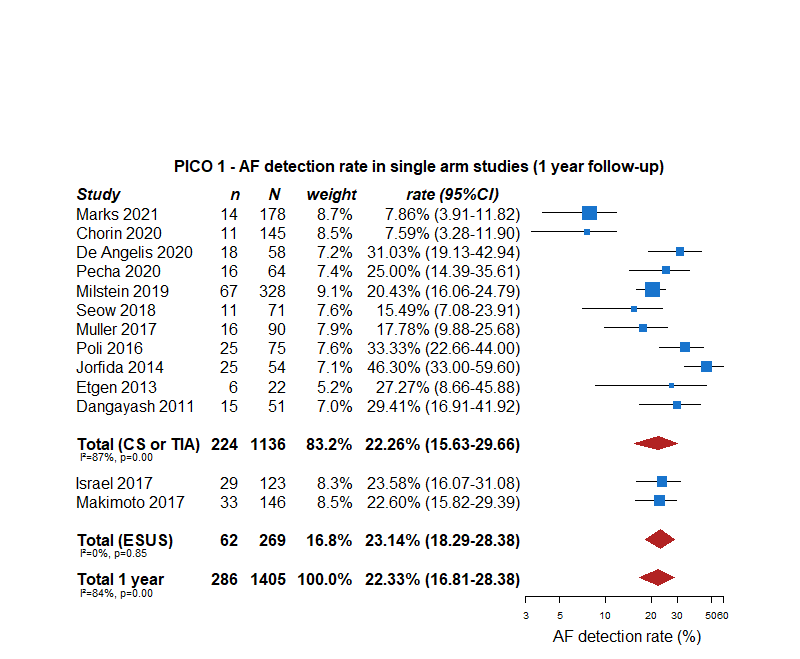 PICO 1 - AF detection rate in single arm studies (1 year follow-up)
Study n N weight rate (95%CI)
Marks 2021 14 178 8.7% 7.86% (3.91-11.82)
Chorin 2020 11 145 8.5% 7.59% (3.28-11.90)
De Angelis 2020 18 58 7.2% 31.03% (19.13-42.94)
Pecha 2020 16 64 7.4% 25.00% (14.39-35.61)
Milstein 2019 67 328 9.1% 20.43% (16.06-24.79)
Seow 2018 11 71 7.6% 15.49% (7.08-23.91)
Muller 2017 16 90 7.9% 17.78% (9.88-25.68)
Poli 2016 25 75 7.6% 33.33% (22.66-44.00)
Jorfida 2014 25 54 7.1% 46.30% (33.00-59.60)
Etgen 2013 6 22 5.2% 27.27% (8.66-45.88)
Dangayash 2011 15 51 7.0% 29.41% (16.91-41.92)
Total (CS or TIA) 224 1136 83.2% 22.26% (15.63-29.66)
I²=87%, p=0.00
Israel 2017 29 123 8.3% 23.58% (16.07-31.08)
Makimoto 2017 33 146 8.5% 22.60% (15.82-29.39)
Total (ESUS) 62 269 16.8% 23.14% (18.29-28.38)
I²=0%, p=0.85
Total 1 year 286 1405 100.0% 22.33% (16.81-28.38)
I²=84%, p=0.00
3 5 10 20 30 5060
AF detection rate (%)